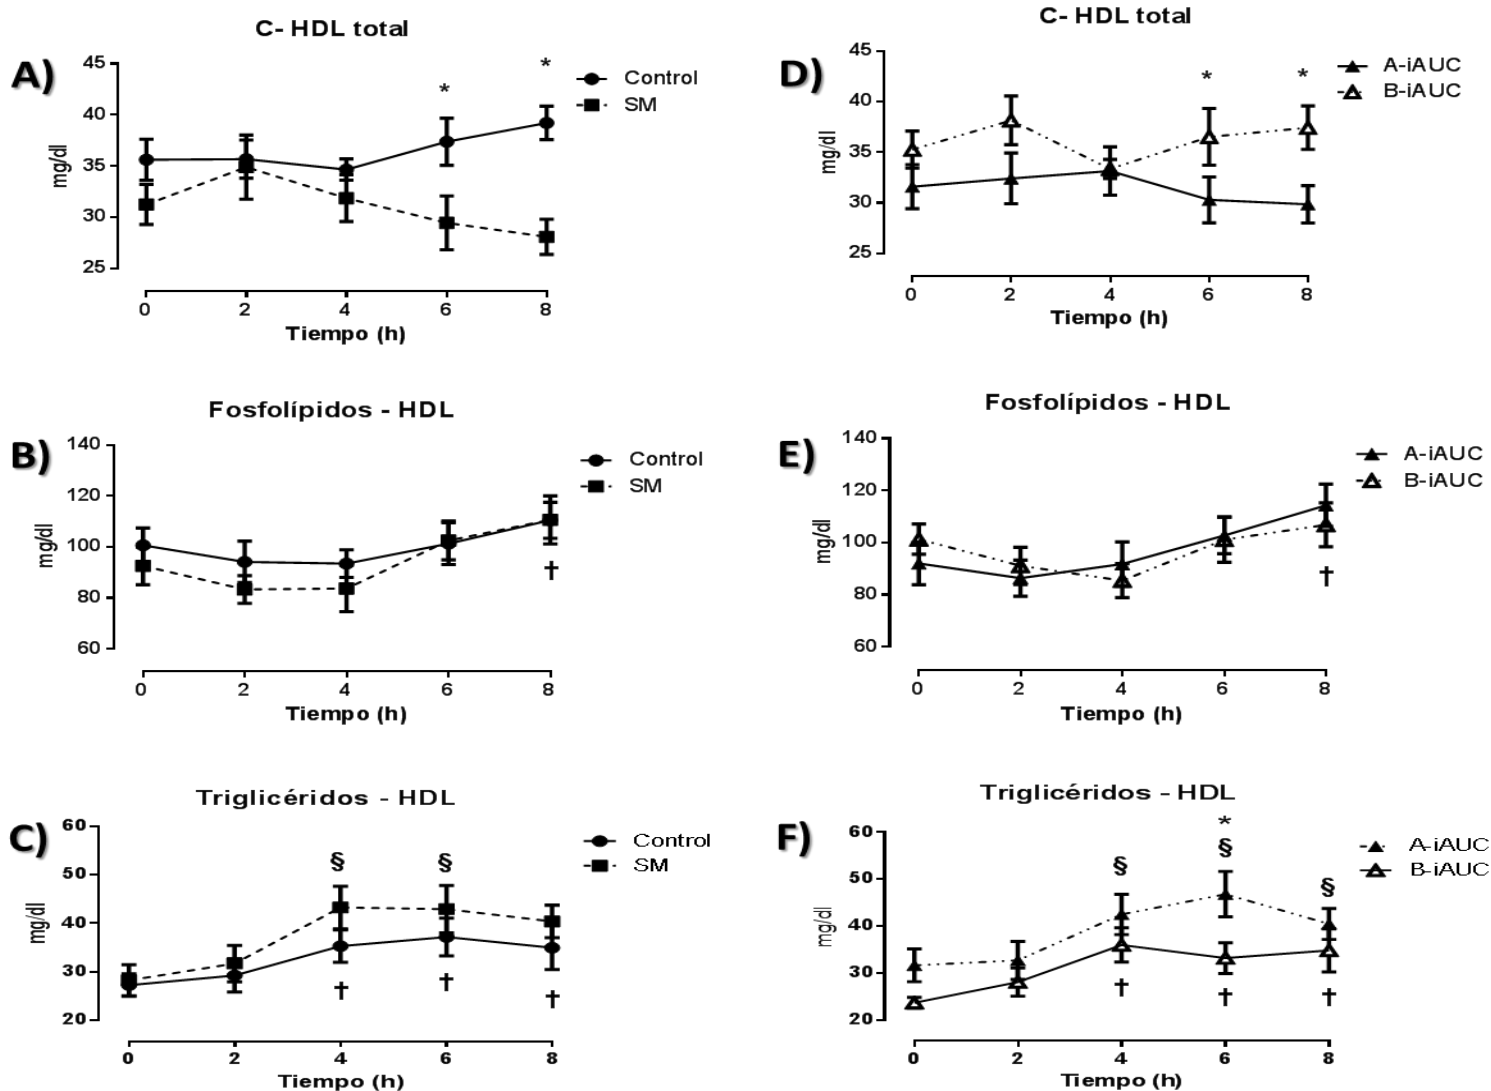 A)
C- HDL total
45
40
35
30
25
mg/dl
* *
Control
SM
0 2 4 6 8
Tiempo (h)
D)
C- HDL total
45
40
35
30
25
mg/dl
* *
A-iAUC
B-iAUC
0 2 4 6 8
Tiempo (h)
B)
Fosfolípidos - HDL
140
120
100
80
60
mg/dl
†
Control
SM
0 2 4 6 8
Tiempo (h)
E)
Fosfolípidos - HDL
140
120
100
80
60
mg/dl
†
A-iAUC
B-iAUC
0 2 4 6 8
Tiempo (h)
C)
Triglicéridos - HDL
60
50
40
30
20
mg/dl
§ §
† † †
Control
SM
0 2 4 6 8
Tiempo (h)
F)
Triglicéridos - HDL
60
50
40
30
20
mg/dl
*
§ § §
† † †
A-iAUC
B-iAUC
0 2 4 6 8
Tiempo (h)